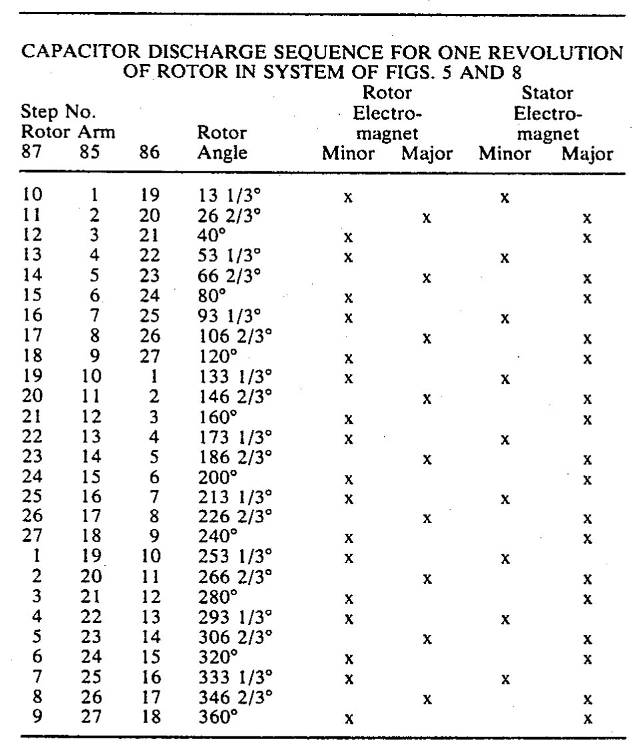 CAPACITOR DISCHARGE SEQUENCE FOR ONE REVOLUTION
OF ROTOR IN SYSTEM OF FIGS. 5 AND 8
Rotor Stator
Step No. Electro- Electro-
Rotor Arm Rotor magnet magnet
87 85 86 Angle Minor Major Minor Major
10 1 19 13 1/3° x x
11 2 20 26 2/3° x x
12 3 21 40° x x
13 4 22 53 1/3° x x
14 5 23 66 2/3° x x
15 6 24 80° x x
16 7 25 93 1/3° x x
17 8 26 106 2/3° x x
18 9 27 120° x x
19 10 1 133 1/3° x x
20 11 2 146 2/3° x x
21 12 3 160° x x
22 13 4 173 1/3° x x
23 14 5 186 2/3° x x
24 15 6 200° x x
25 16 7 213 1/3° x x
26 17 8 226 2/3° x x
27 18 9 240° x x
1 19 10 253 1/3° x x
2 20 11 266 2/3° x x
3 21 12 280° x x
4 22 13 293 1/3° x x
5 23 14 306 2/3° x x
6 24 15 320° x x
7 25 16 333 1/3° x x
8 26 17 346 2/3° x x
9 27 18 360° x x